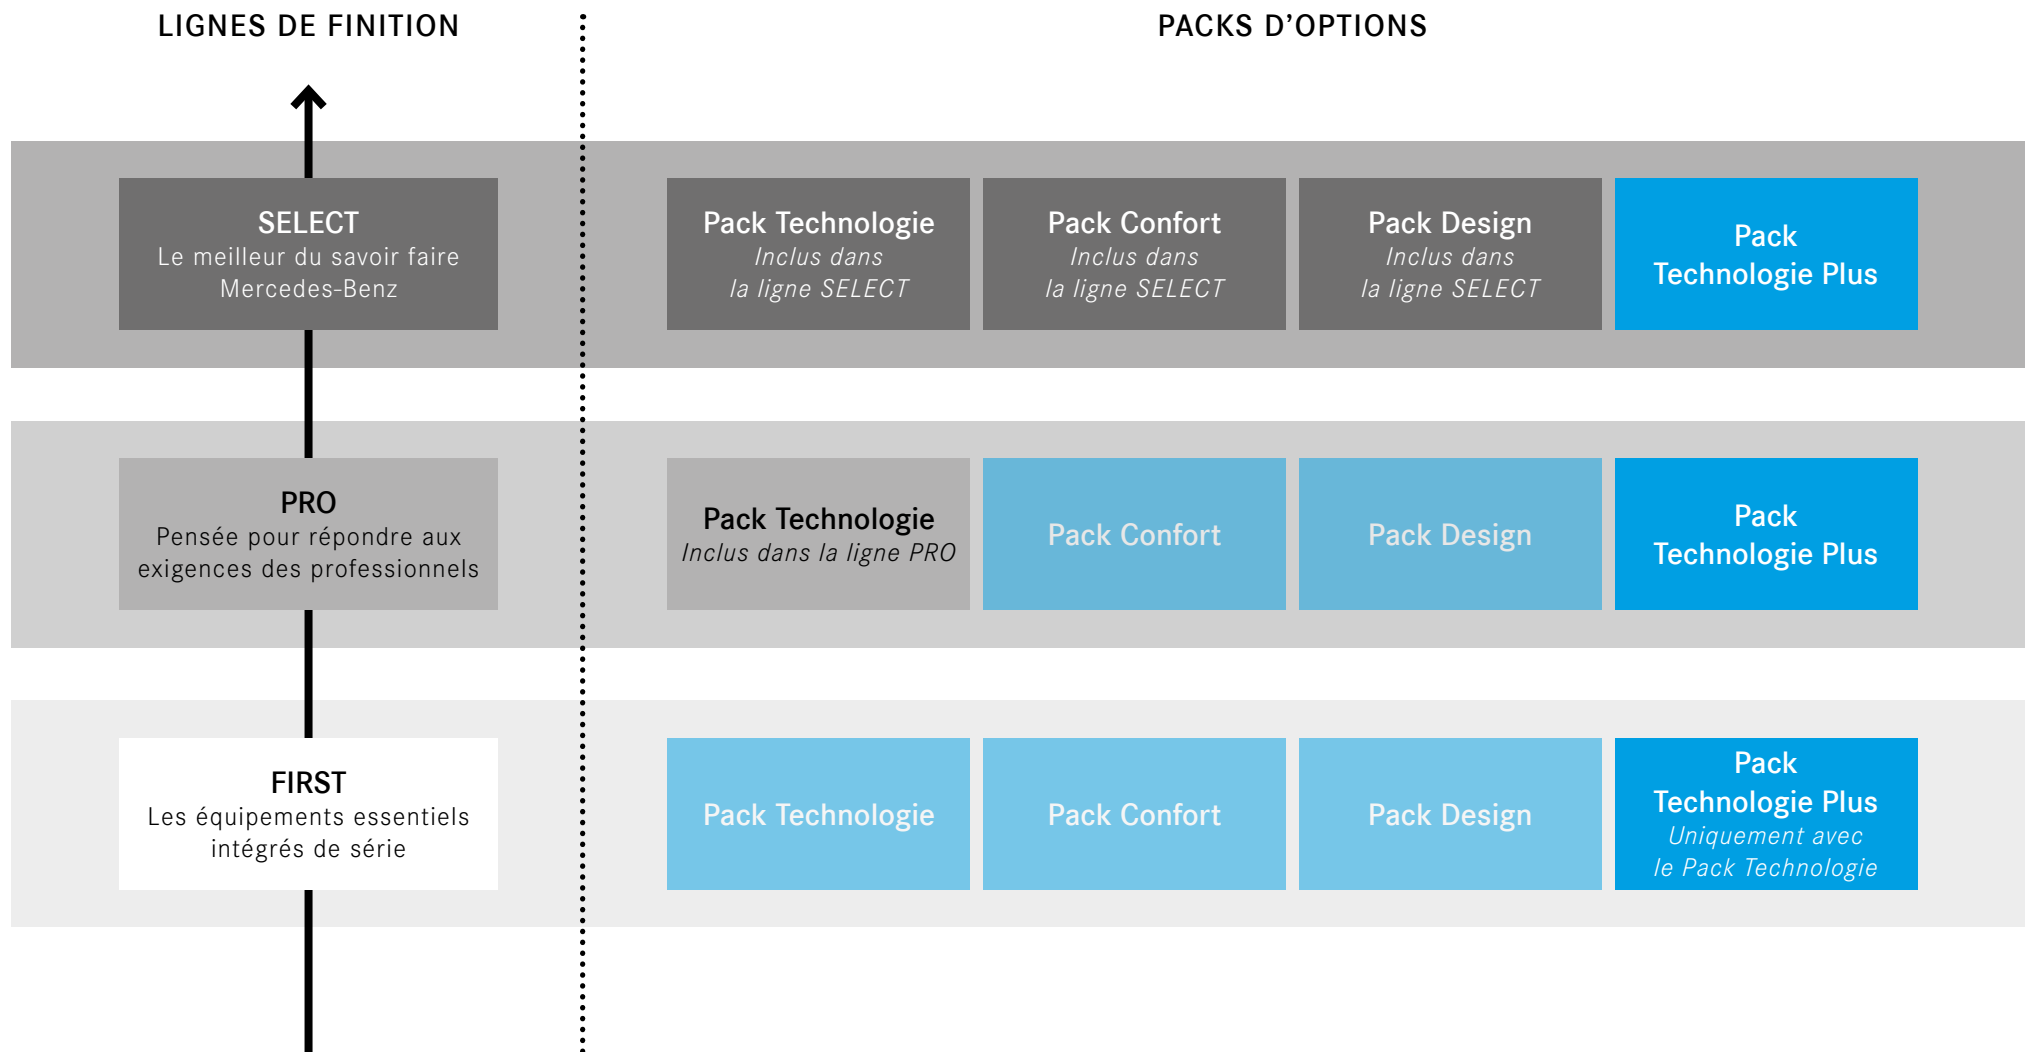 LIGNES DE FINITION
PACKS D’OPTIONS
SELECT
Le meilleur du savoir faire
Mercedes-Benz
Pack Technologie
Inclus dans
la ligne SELECT
Pack Confort
Inclus dans
la ligne SELECT
Pack Design
Inclus dans
la ligne SELECT
Pack
Technologie Plus
PRO
Pensée pour répondre aux
exigences des professionnels
Pack Technologie
Inclus dans la ligne PRO
Pack Confort
Pack Design
Pack
Technologie Plus
FIRST
Les équipements essentiels
intégrés de série
Pack Technologie
Pack Confort
Pack Design
Pack
Technologie Plus
Uniquement avec
le Pack Technologie